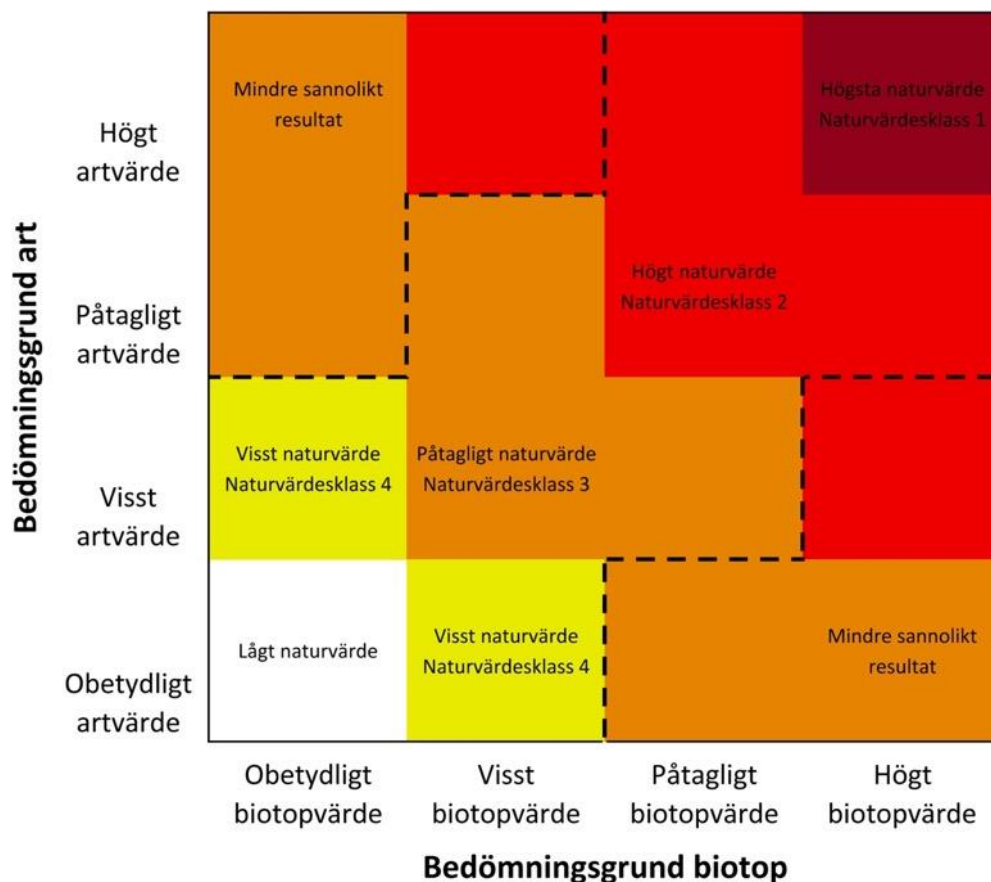 Bedömningsgrund art
Högt
artvärde
Mindre sannolikt
resultat
Högsta naturvärde
Naturvärdesklass 1
Påtagligt
artvärde
Högt naturvärde
Naturvärdesklass 2
Visst
artvärde
Visst naturvärde
Naturvärdesklass 4
Påtagligt naturvärde
Naturvärdesklass 3
Obetydligt
artvärde
Lågt naturvärde
Visst naturvärde
Naturvärdesklass 4
Mindre sannolikt
resultat
Obetydligt
biotopvärde
Visst
biotopvärde
Påtagligt
biotopvärde
Högt
biotopvärde
Bedömningsgrund biotop